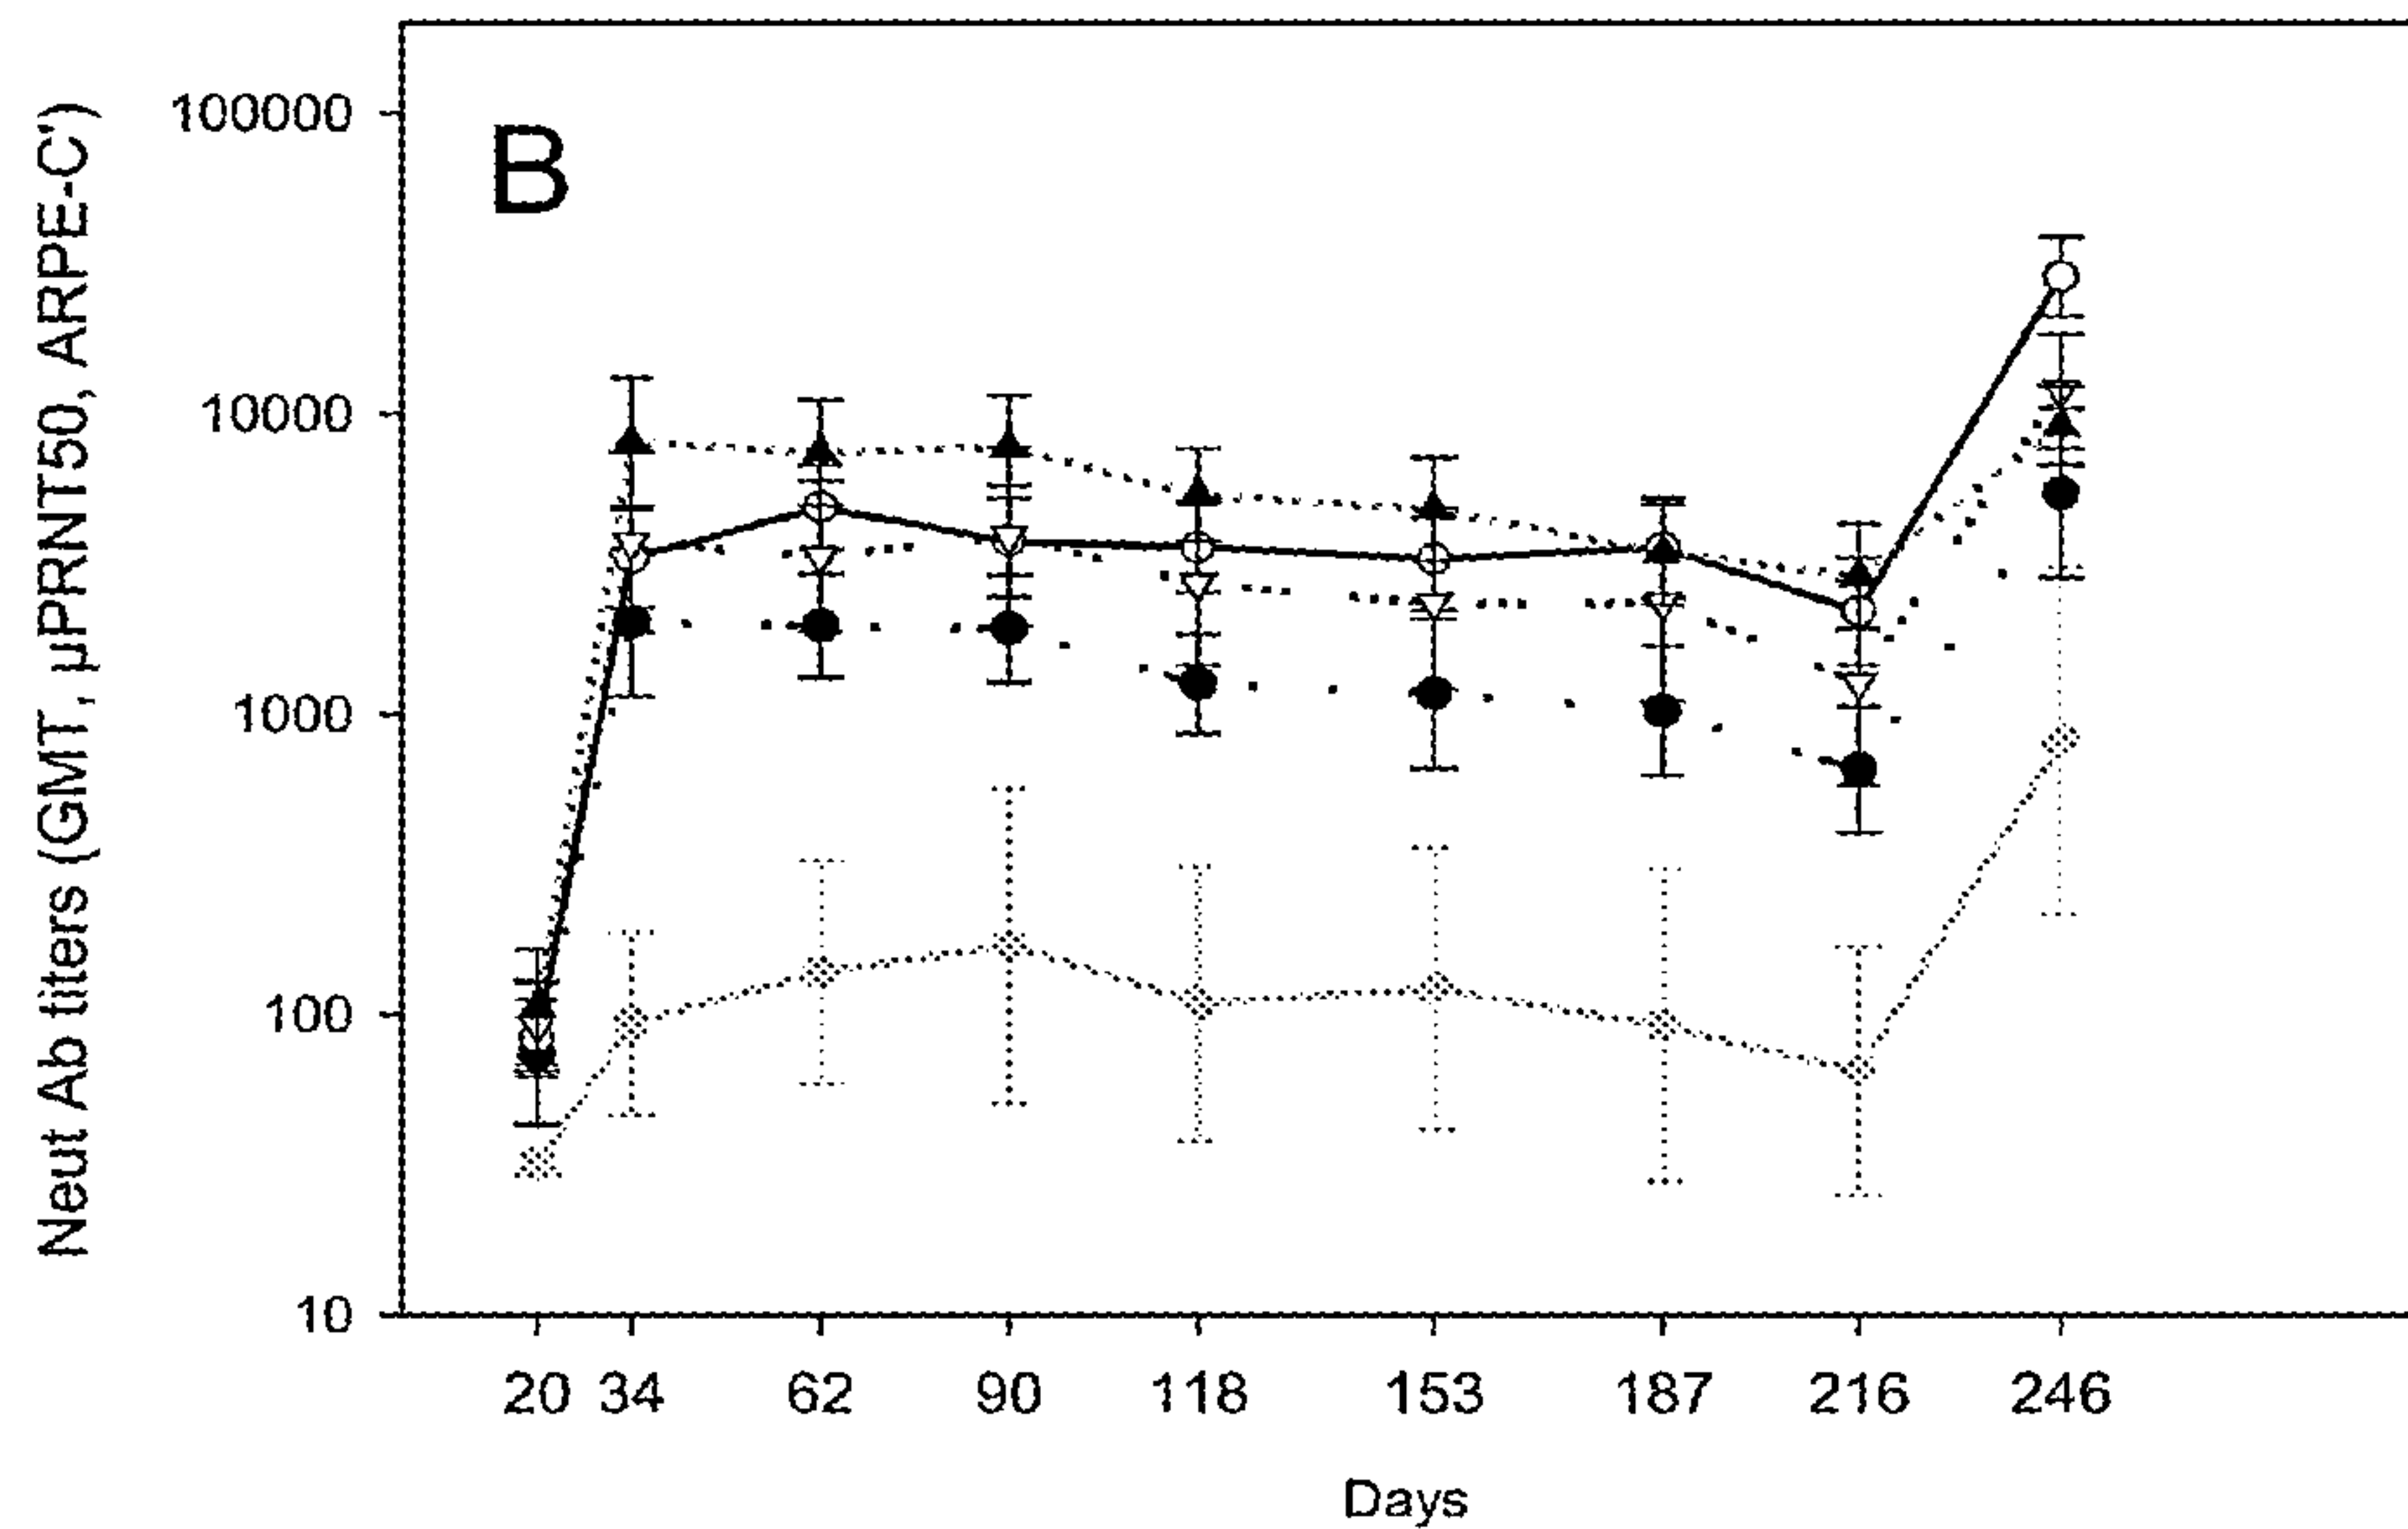 B
Neut Ab titers (GMT, µPRNT50, ARPE-C')
100000
10000
1000
100
10
20 34 62 90 118 153 187 216 246
Days